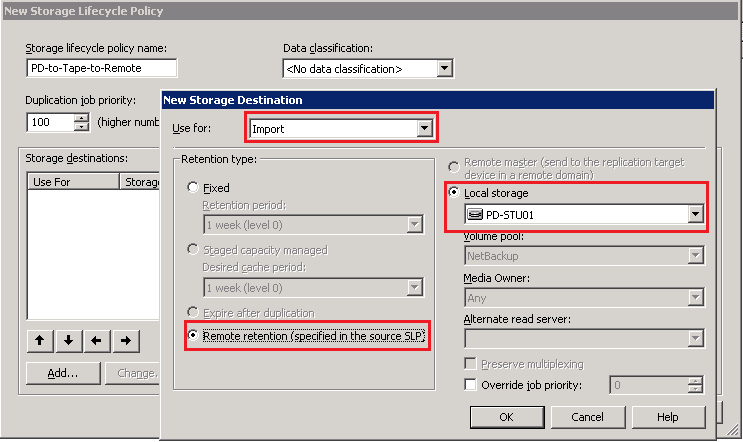 New Storage Lifecycle Policy
Storage lifecycle policy name:
Data classification:
PD-to-Tape-to-Remote
<No data classification>
Duplication job priority:
100
(higher numb
Storage destinations:
Use For
Storage
Add...
Change.
New Storage Destination
Use for:
Import
Retention type:
Fixed
Retention period:
1 week (level 0)
Staged capacity managed
Desired cache period:
1 week (level 0)
Expire after duplication
Remote retention (specified in the source SLP)
Remote master (send to the replication target
device in a remote domain)
Local storage
PD-STU01
Volume pool:
NetBackup
Media Owner:
Any
Alternate read server:
Preserve multiplexing
Override job priority:
0
OK
Cancel
Help